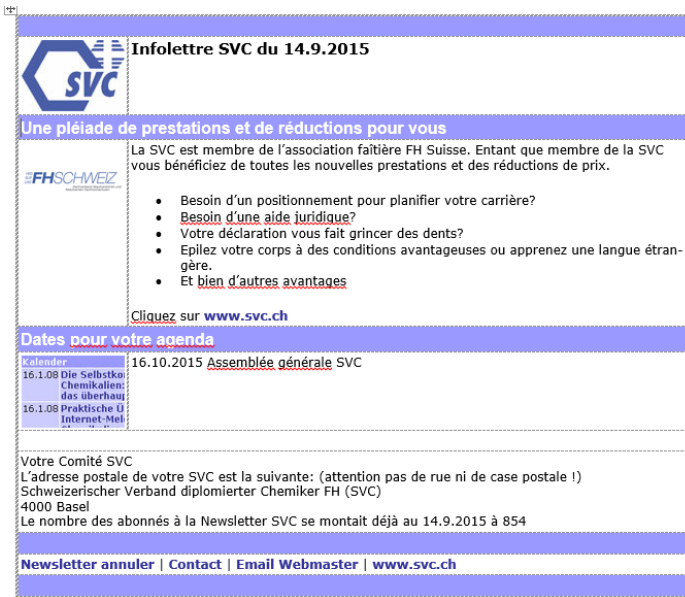 SVC
Infolettre SVC du 14.9.2015
Une pléiade de prestations et de réductions pour vous
FHSCHWEIZ
La SVC est membre de l’association faîtière FH Suisse. Entant que membre de la SVC
vous bénéficiez de toutes les nouvelles prestations et des réductions de prix.
• Besoin d’un positionnement pour planifier votre carrière?
• Besoin d’une aide juridique?
• Votre déclaration vous fait grincer des dents?
• Epilez votre corps à des conditions avantageuses ou apprenez une langue étran-
gère.
• Et bien d’autres avantages
Cliquez sur www.svc.ch
Dates pour votre agenda
Kalender
16.1.08 Die Selbstko
Chemikalien:
das überhaup
16.1.08 Praktische Ü
Internet-Mel
16.10.2015 Assemblée générale SVC
Votre Comité SVC
L’adresse postale de votre SVC est la suivante: (attention pas de rue ni de case postale !)
Schweizerischer Verband diplomierter Chemiker FH (SVC)
4000 Basel
Le nombre des abonnés à la Newsletter SVC se montait déjà au 14.9.2015 à 854
Newsletter annuler | Contact | Email Webmaster | www.svc.ch